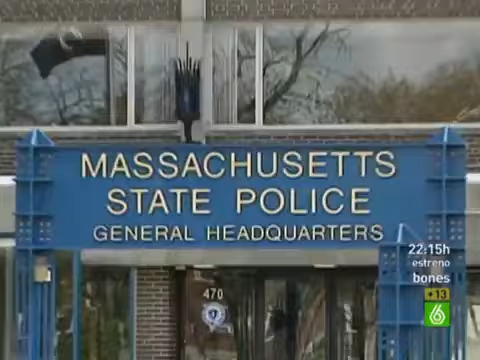 MASSACHUSETTS
STATE POLICE
GENERAL HEADQUARTERS
470
22:15h
estreno
bones
+13
6